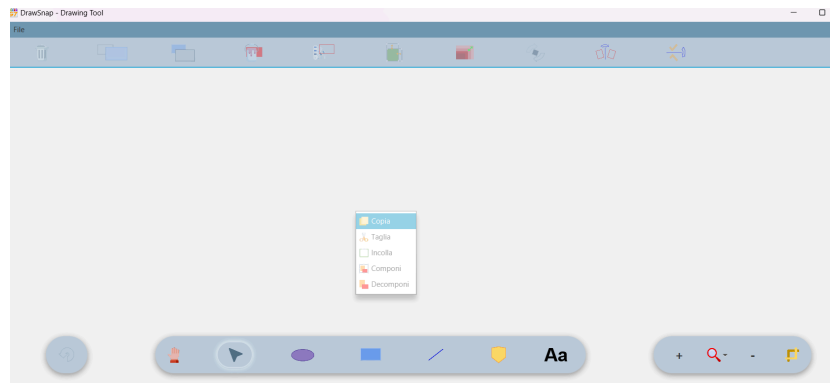 DrawSnap - Drawing Tool
File
Copia
Taglia
Incolla
Componi
Decomponi
Aa
+
-